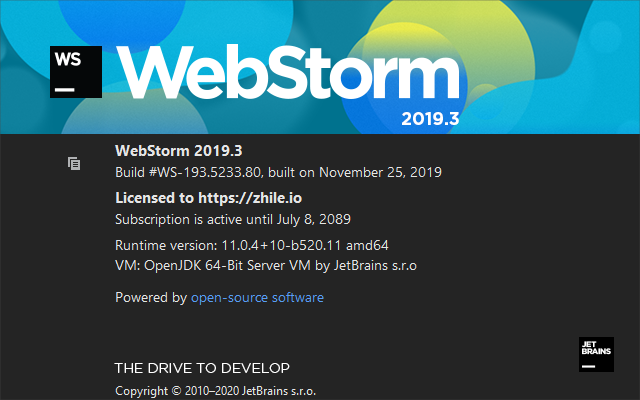 WS
WebStorm
2019.3
WebStorm 2019.3
Build #WS-193.5233.80, built on November 25, 2019
Licensed to https://zhile.io
Subscription is active until July 8, 2089
Runtime version: 11.0.4+10-b520.11 amd64
VM: OpenJDK 64-Bit Server VM by JetBrains s.r.o
Powered by open-source software
JET
BRAINS
THE DRIVE TO DEVELOP
Copyright © 2010–2020 JetBrains s.r.o.